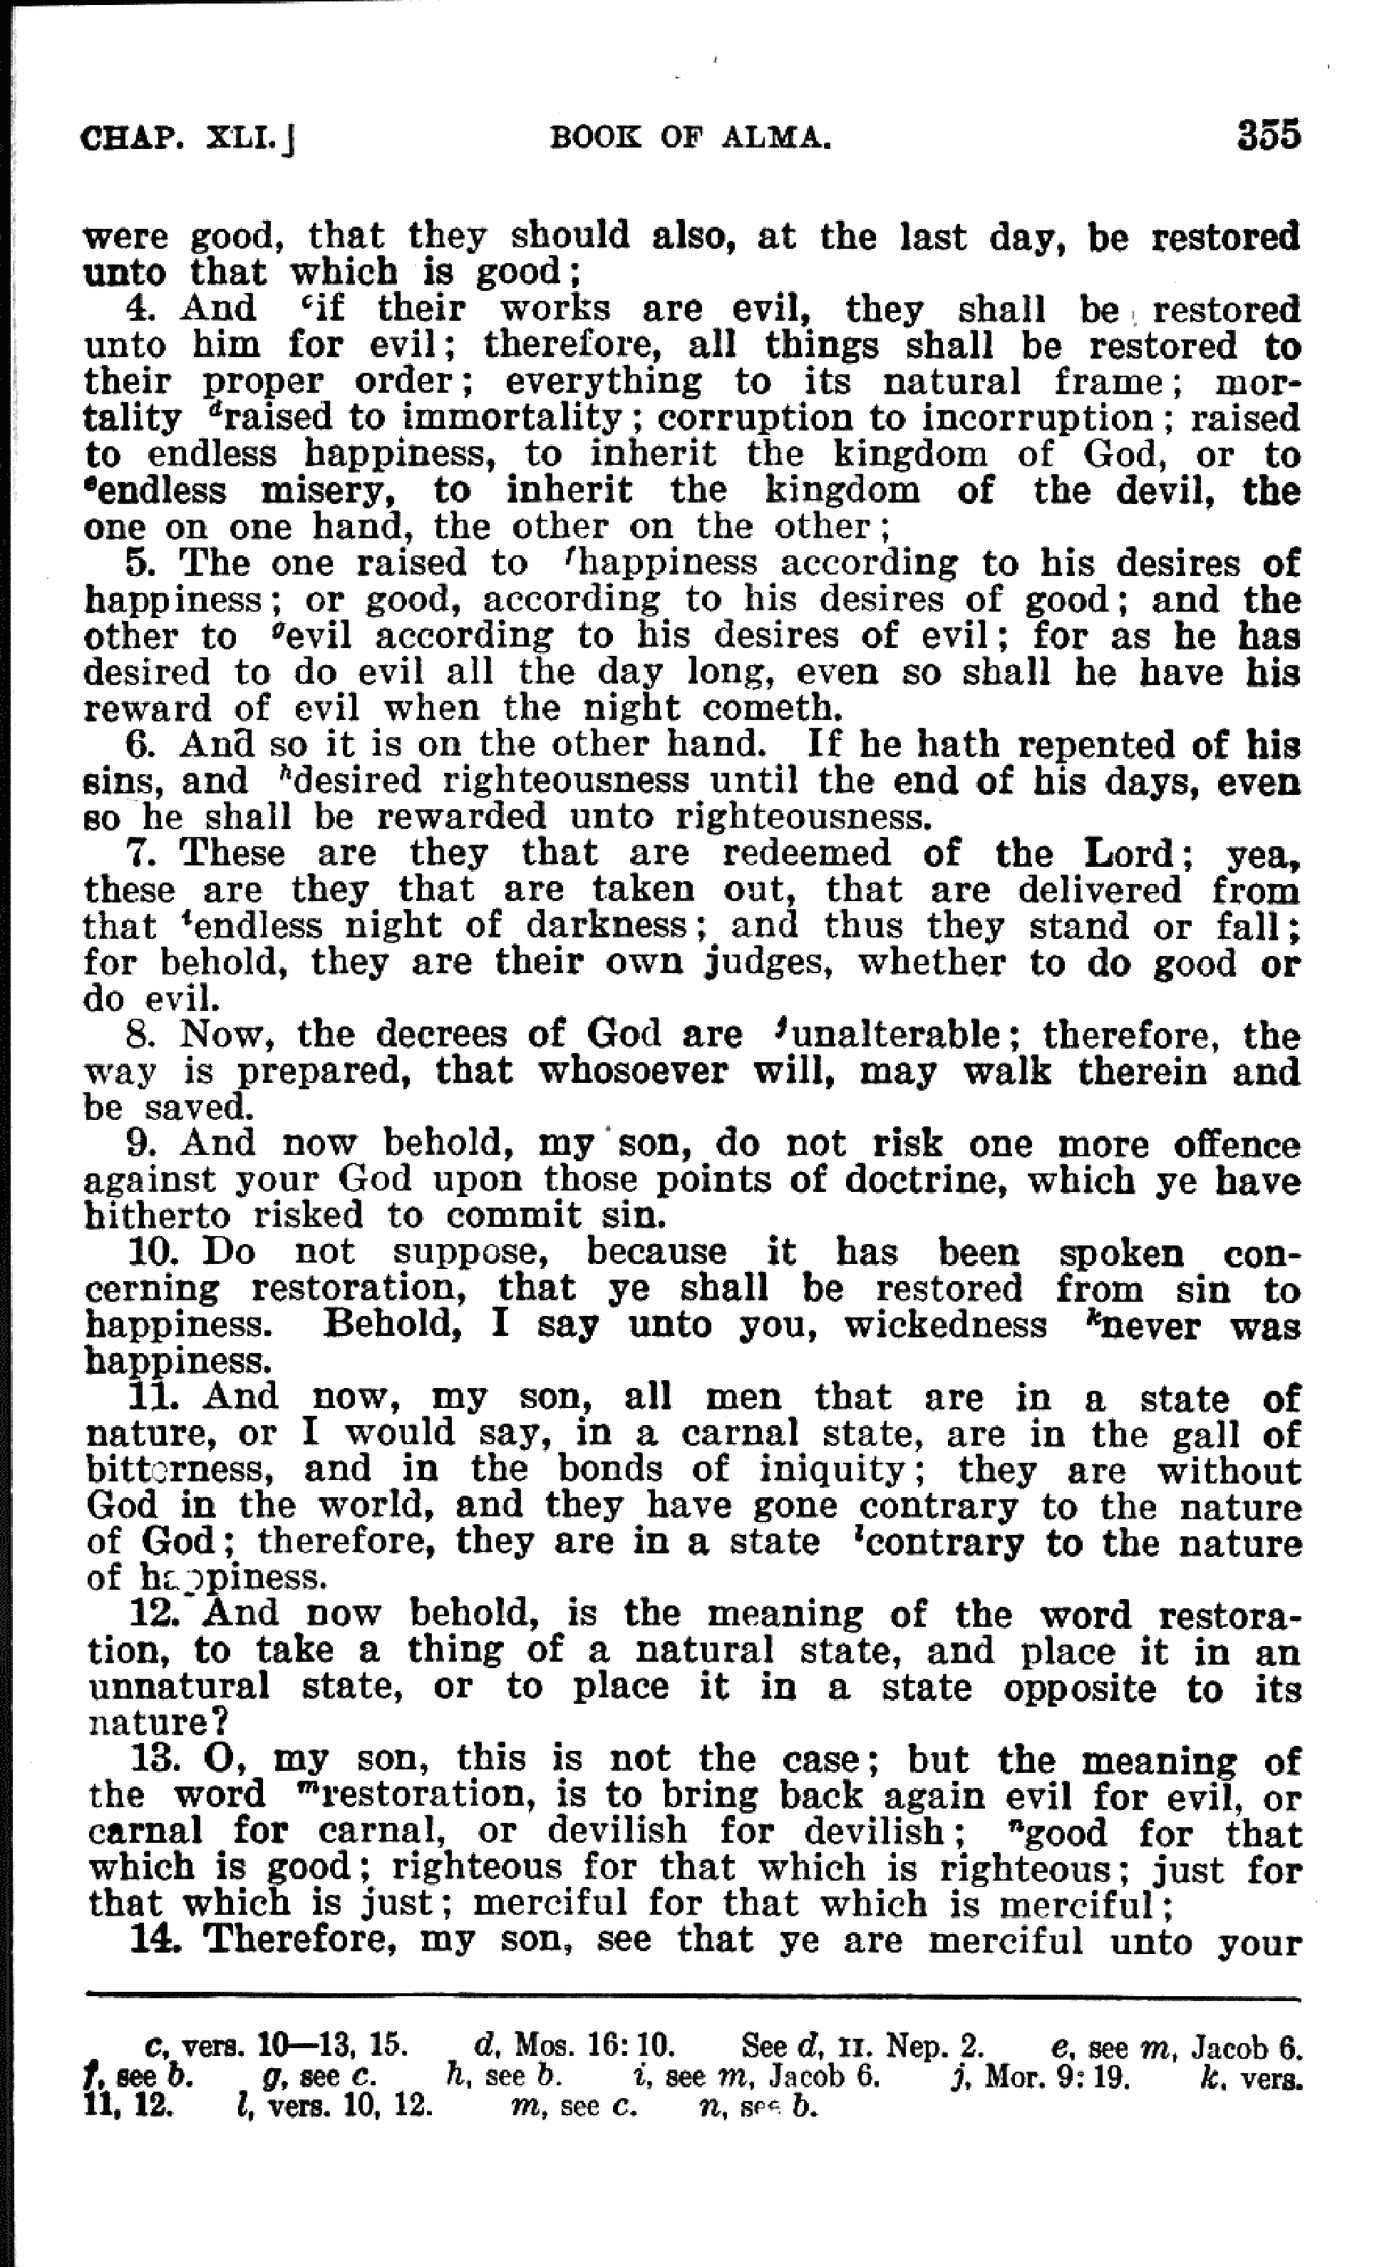 CHAP. XLI.] BOOK OF ALMA. 355
were good, that they should also, at the last day, be restored
unto that which is good;
4. And ᶜif their works are evil, they shall be restored
unto him for evil; therefore, all things shall be restored to
their proper order; everything to its natural frame; mor-
tality ᵈraised to immortality; corruption to incorruption; raised
to endless happiness, to inherit the kingdom of God, or to
ᵉendless misery, to inherit the kingdom of the devil, the
one on one hand, the other on the other;
5. The one raised to ᶠhappiness according to his desires of
happiness; or good, according to his desires of good; and the
other to ᵍevil according to his desires of evil; for as he has
desired to do evil all the day long, even so shall he have his
reward of evil when the night cometh.
6. And so it is on the other hand. If he hath repented of his
sins, and ʰdesired righteousness until the end of his days, even
so he shall be rewarded unto righteousness.
7. These are they that are redeemed of the Lord; yea,
these are they that are taken out, that are delivered from
that ⁱendless night of darkness; and thus they stand or fall;
for behold, they are their own judges, whether to do good or
do evil.
8. Now, the decrees of God are ʲunalterable; therefore, the
way is prepared, that whosoever will, may walk therein and
be saved.
9. And now behold, my son, do not risk one more offence
against your God upon those points of doctrine, which ye have
hitherto risked to commit sin.
10. Do not suppose, because it has been spoken con-
cerning restoration, that ye shall be restored from sin to
happiness. Behold, I say unto you, wickedness ᵏnever was
happiness.
11. And now, my son, all men that are in a state of
nature, or I would say, in a carnal state, are in the gall of
bitterness, and in the bonds of iniquity; they are without
God in the world, and they have gone contrary to the nature
of God; therefore, they are in a state ˡcontrary to the nature
of happiness.
12. And now behold, is the meaning of the word restora-
tion, to take a thing of a natural state, and place it in an
unnatural state, or to place it in a state opposite to its
nature?
13. O, my son, this is not the case; but the meaning of
the word ᵐrestoration, is to bring back again evil for evil, or
carnal for carnal, or devilish for devilish; ⁿgood for that
which is good; righteous for that which is righteous; just for
that which is just; merciful for that which is merciful;
14. Therefore, my son, see that ye are merciful unto your
c, vers. 10—13, 15. d, Mos. 16: 10. See d, II. Nep. 2. e, see m, Jacob 6.
f, see b. g, see c. h, see b. i, see m, Jacob 6. j, Mor. 9: 19. k, vers.
11, 12. l, vers. 10, 12. m, see c. n, see b.